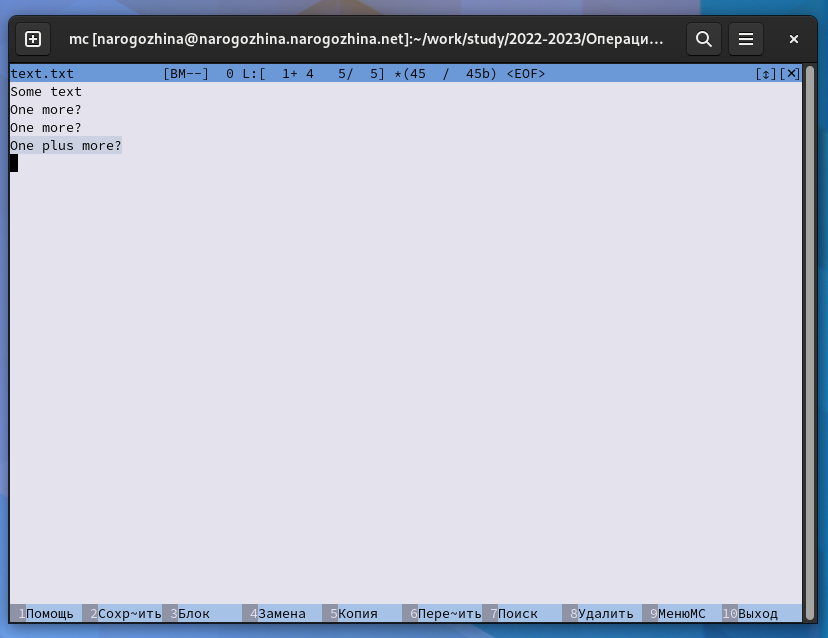 mc [narogozhina@narogozhina.narogozhina.net]:~/work/study/2022-2023/Операци...
text.txt [BM--] 0 L:[ 1+ 4 5/ 5] *(45 / 45b) <EOF> [↕][X]
Some text
One more?
One more?
One plus more?
1Помощь 2Сохр~ить 3Блок 4Замена 5Копия 6Пере~ить 7Поиск 8Удалить 9МенюMC 10Выход